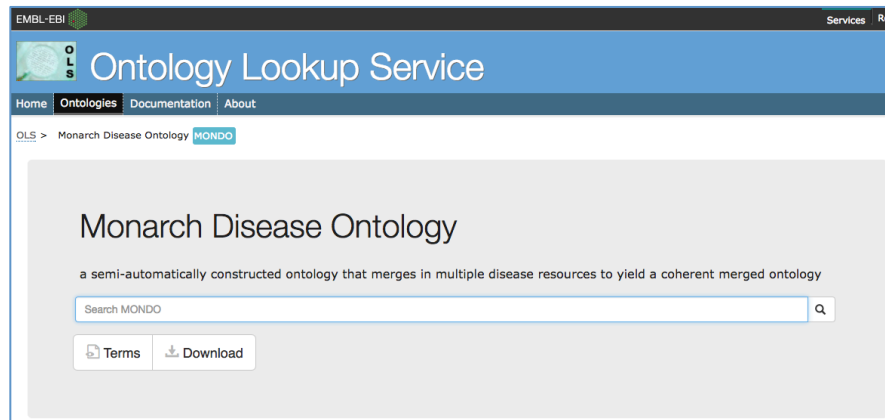 EMBL-EBI Services
OLS Ontology Lookup Service
Home Ontologies Documentation About
OLS > Monarch Disease Ontology MONDO
Monarch Disease Ontology
a semi-automatically constructed ontology that merges in multiple disease resources to yield a coherent merged ontology
Search MONDO
Terms Download